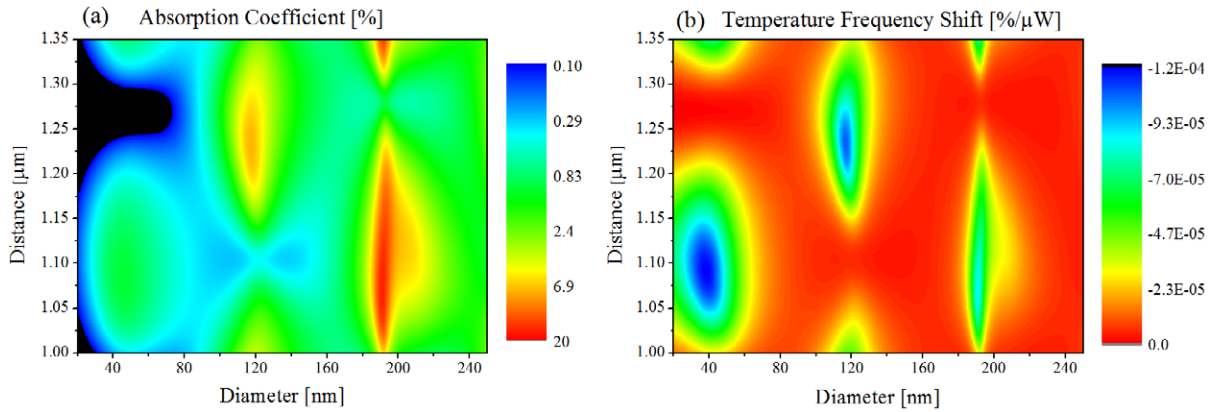 (a) Absorption Coefficient [%]
1.35
1.30
1.25
1.20
1.15
1.10
1.05
1.00
Distance [µm]
40 80 120 160 200 240
Diameter [nm]
0.10
0.29
0.83
2.4
6.9
20
(b) Temperature Frequency Shift [%/µW]
1.35
1.30
1.25
1.20
1.15
1.10
1.05
1.00
Distance [µm]
40 80 120 160 200 240
Diameter [nm]
-1.2E-04
-9.3E-05
-7.0E-05
-4.7E-05
-2.3E-05
0.0